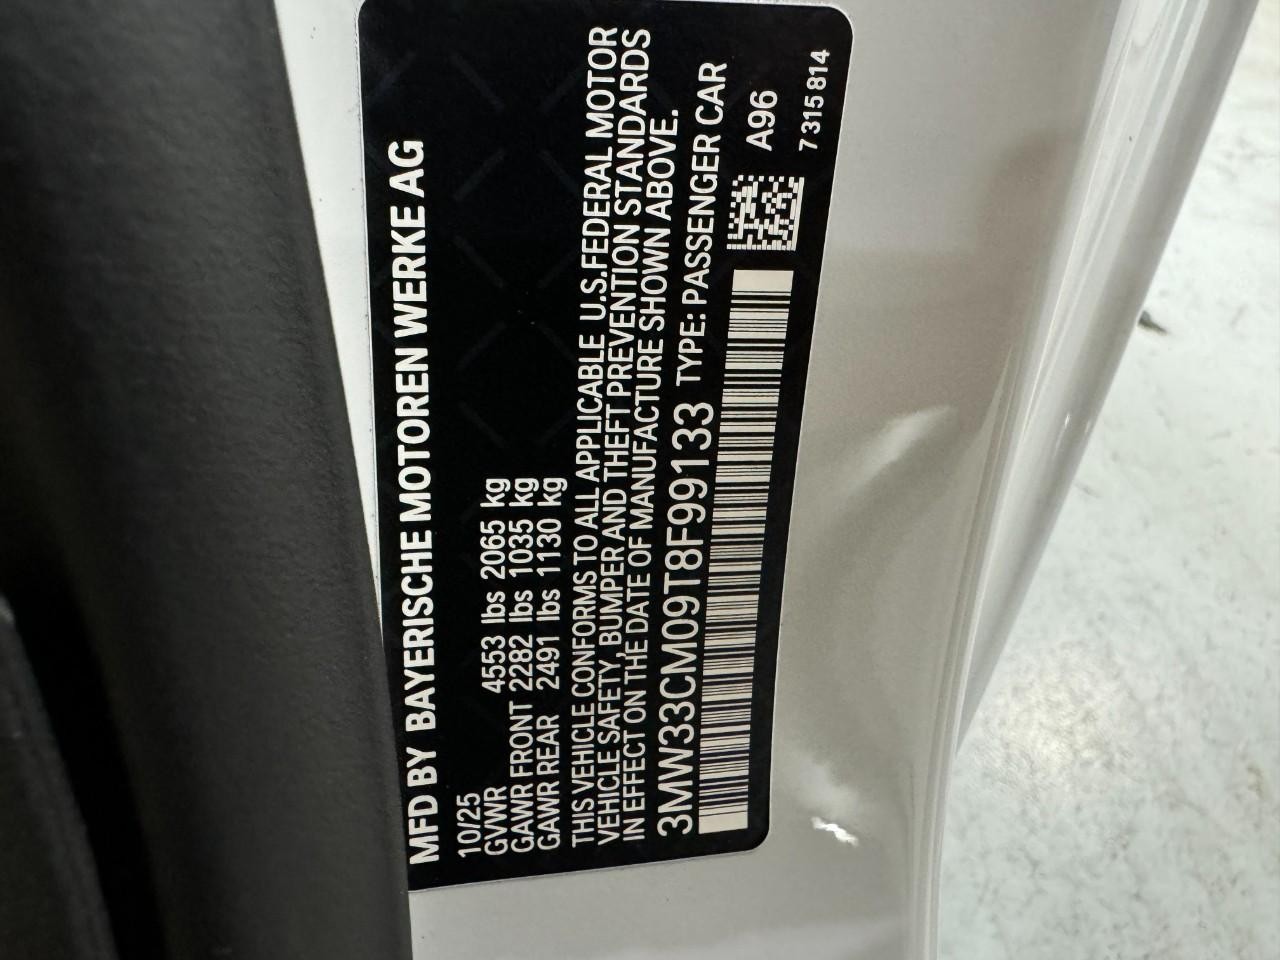 MFD BY BAYERISCHE MOTOREN WERKE AG
10/25
GVWR 4553 lbs 2065 kg
GAWR FRONT 2282 lbs 1035 kg
GAWR REAR 2491 lbs 1130 kg
THIS VEHICLE CONFORMS TO ALL APPLICABLE U.S.FEDERAL MOTOR
VEHICLE SAFETY, BUMPER AND THEFT PREVENTION STANDARDS
IN EFFECT ON THE DATE OF MANUFACTURE SHOWN ABOVE.
3MW33CM09T8F99133 TYPE: PASSENGER CAR
A96
7 315 814